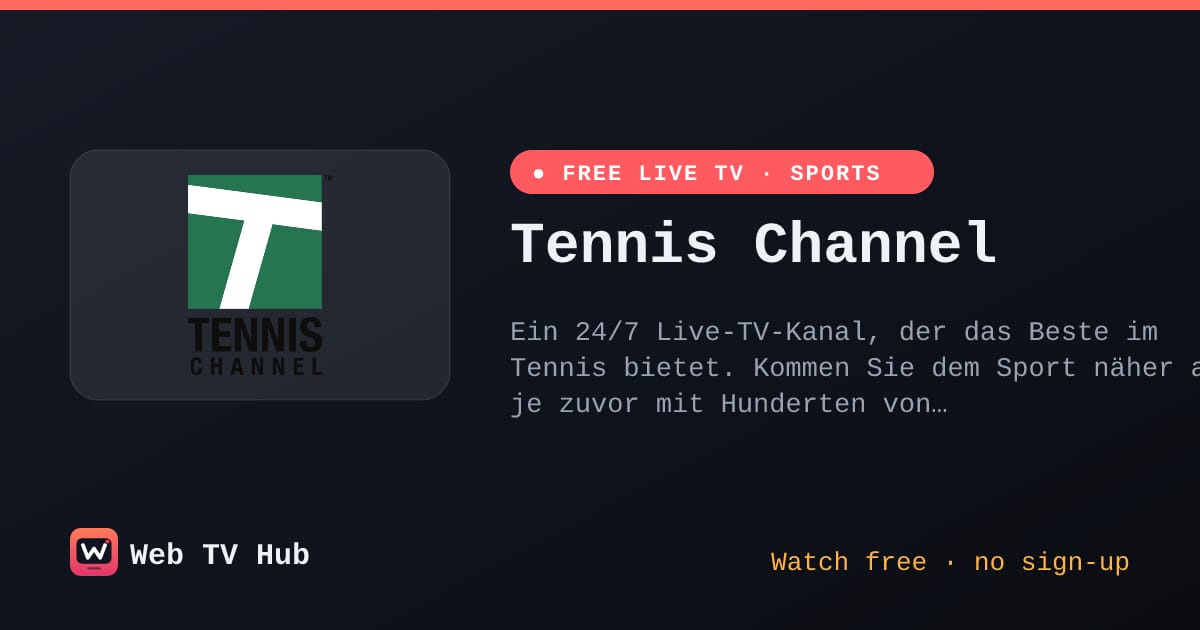 TENNIS
CHANNEL
™
● FREE LIVE TV · SPORTS
Tennis Channel
Ein 24/7 Live-TV-Kanal, der das Beste im
Tennis bietet. Kommen Sie dem Sport näher a
je zuvor mit Hunderten von…
Web TV Hub
Watch free · no sign-up